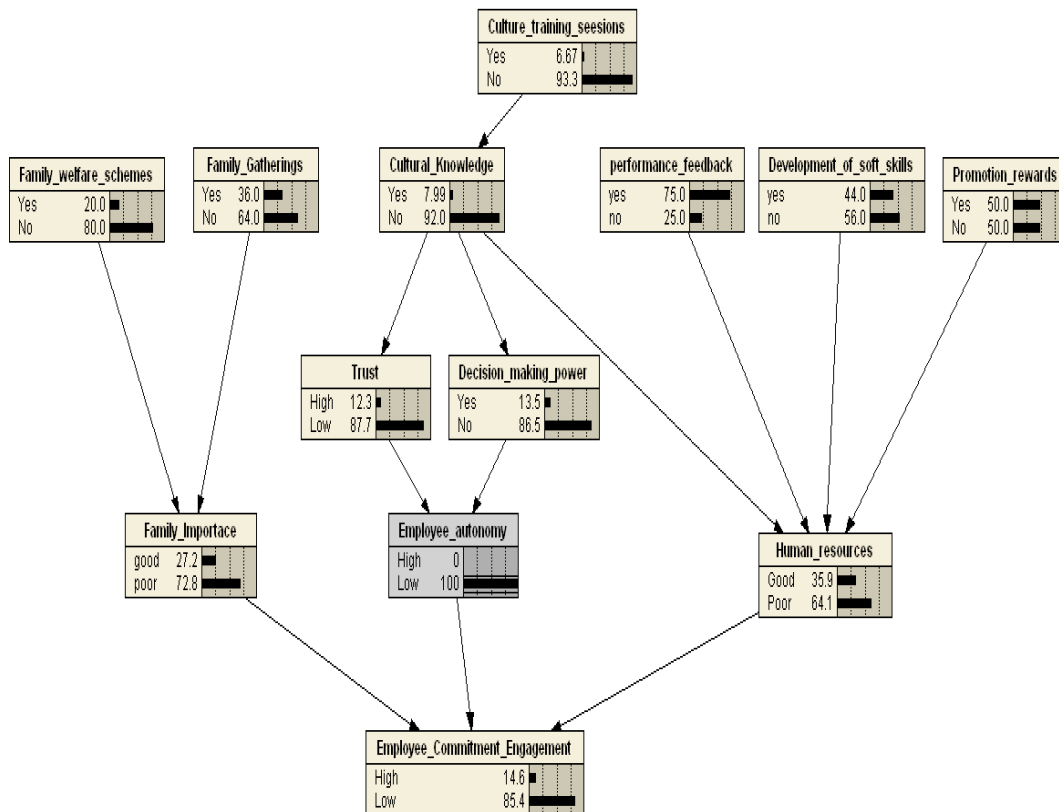 Culture_training_seesions
Yes 6.67
No 93.3
Family_welfare_schemes
Yes 20.0
No 80.0
Family_Gatherings
Yes 36.0
No 64.0
Cultural_Knowledge
Yes 7.99
No 92.0
performance_feedback
yes 75.0
no 25.0
Development_of_soft_skills
yes 44.0
no 56.0
Promotion_rewards
Yes 50.0
No 50.0
Trust
High 12.3
Low 87.7
Decision_making_power
Yes 13.5
No 86.5
Family_Importace
good 27.2
poor 72.8
Employee_autonomy
High 0
Low 100
Human_resources
Good 35.9
Poor 64.1
Employee_Commitment_Engagement
High 14.6
Low 85.4